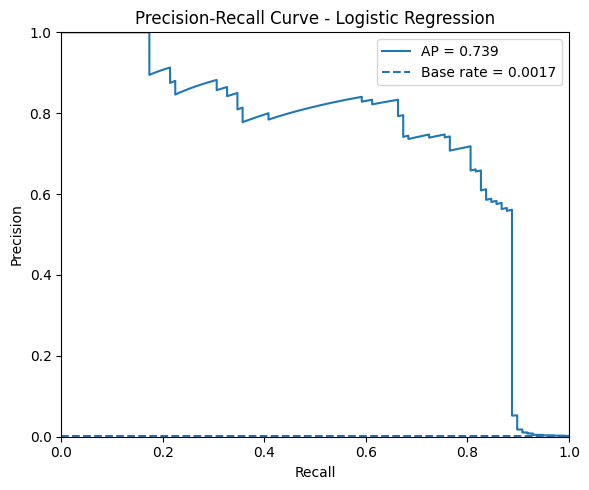 Precision-Recall Curve - Logistic Regression
AP = 0.739
Base rate = 0.0017
Precision
1.0
0.8
0.6
0.4
0.2
0.0
0.0 0.2 0.4 0.6 0.8 1.0
Recall